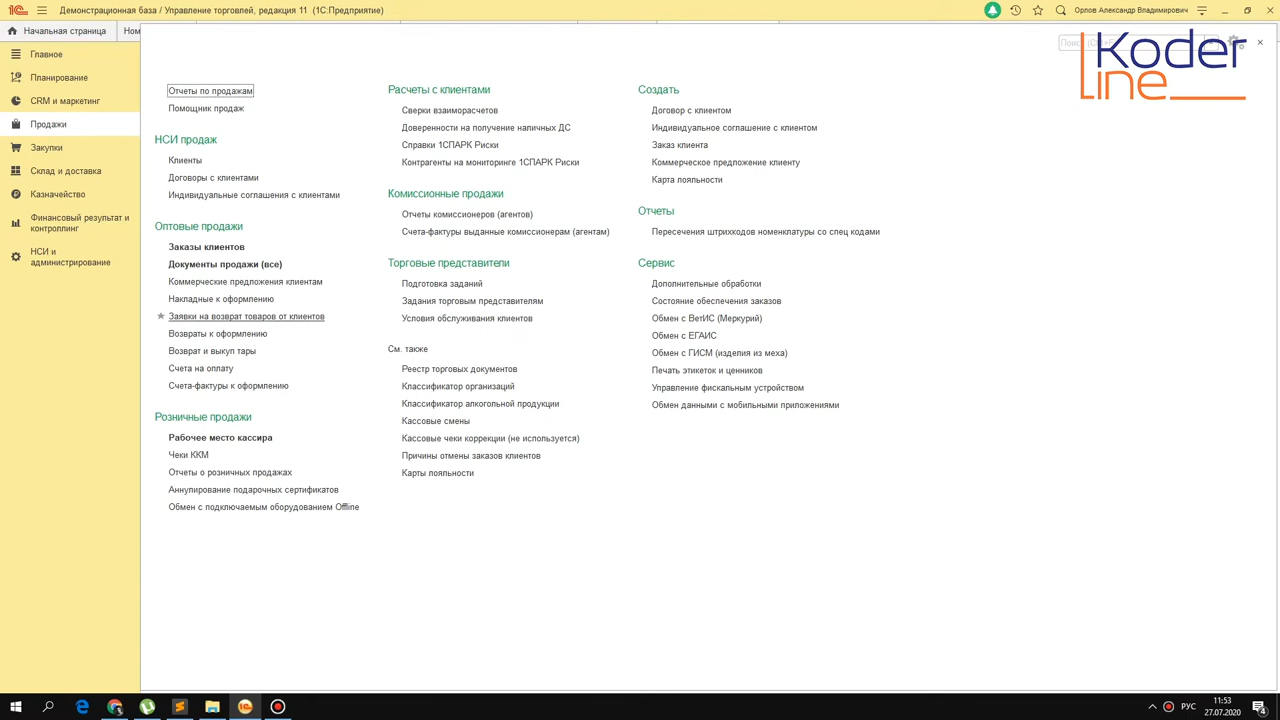 Демонстрационная база / Управление торговлей, редакция 11 (1С:Предприятие)
Орлов Александр Владимирович
Начальная страница
Ном
Поиск (Ctrl+F)
Koder
line
Главное
Планирование
CRM и маркетинг
Продажи
Закупки
Склад и доставка
Казначейство
Финансовый результат и
контроллинг
НСИ и
администрирование
Отчеты по продажам
Помощник продаж
НСИ продаж
Клиенты
Договоры с клиентами
Индивидуальные соглашения с клиентами
Оптовые продажи
Заказы клиентов
Документы продажи (все)
Коммерческие предложения клиентам
Накладные к оформлению
Заявки на возврат товаров от клиентов
Возвраты к оформлению
Возврат и выкуп тары
Счета на оплату
Счета-фактуры к оформлению
Розничные продажи
Рабочее место кассира
Чеки ККМ
Отчеты о розничных продажах
Аннулирование подарочных сертификатов
Обмен с подключаемым оборудованием Offline
Расчеты с клиентами
Сверки взаиморасчетов
Доверенности на получение наличных ДС
Справки 1СПАРК Риски
Контрагенты на мониторинге 1СПАРК Риски
Комиссионные продажи
Отчеты комиссионеров (агентов)
Счета-фактуры выданные комиссионерам (агентам)
Торговые представители
Подготовка заданий
Задания торговым представителям
Условия обслуживания клиентов
См. также
Реестр торговых документов
Классификатор организаций
Классификатор алкогольной продукции
Кассовые смены
Кассовые чеки коррекции (не используется)
Причины отмены заказов клиентов
Карты лояльности
Создать
Договор с клиентом
Индивидуальное соглашение с клиентом
Заказ клиента
Коммерческое предложение клиенту
Карта лояльности
Отчеты
Пересечения штрихкодов номенклатуры со спец кодами
Сервис
Дополнительные обработки
Состояние обеспечения заказов
Обмен с ВетИС (Меркурий)
Обмен с ЕГАИС
Обмен с ГИСМ (изделия из меха)
Печать этикеток и ценников
Управление фискальным устройством
Обмен данными с мобильными приложениями
РУС
11:53
27.07.2020